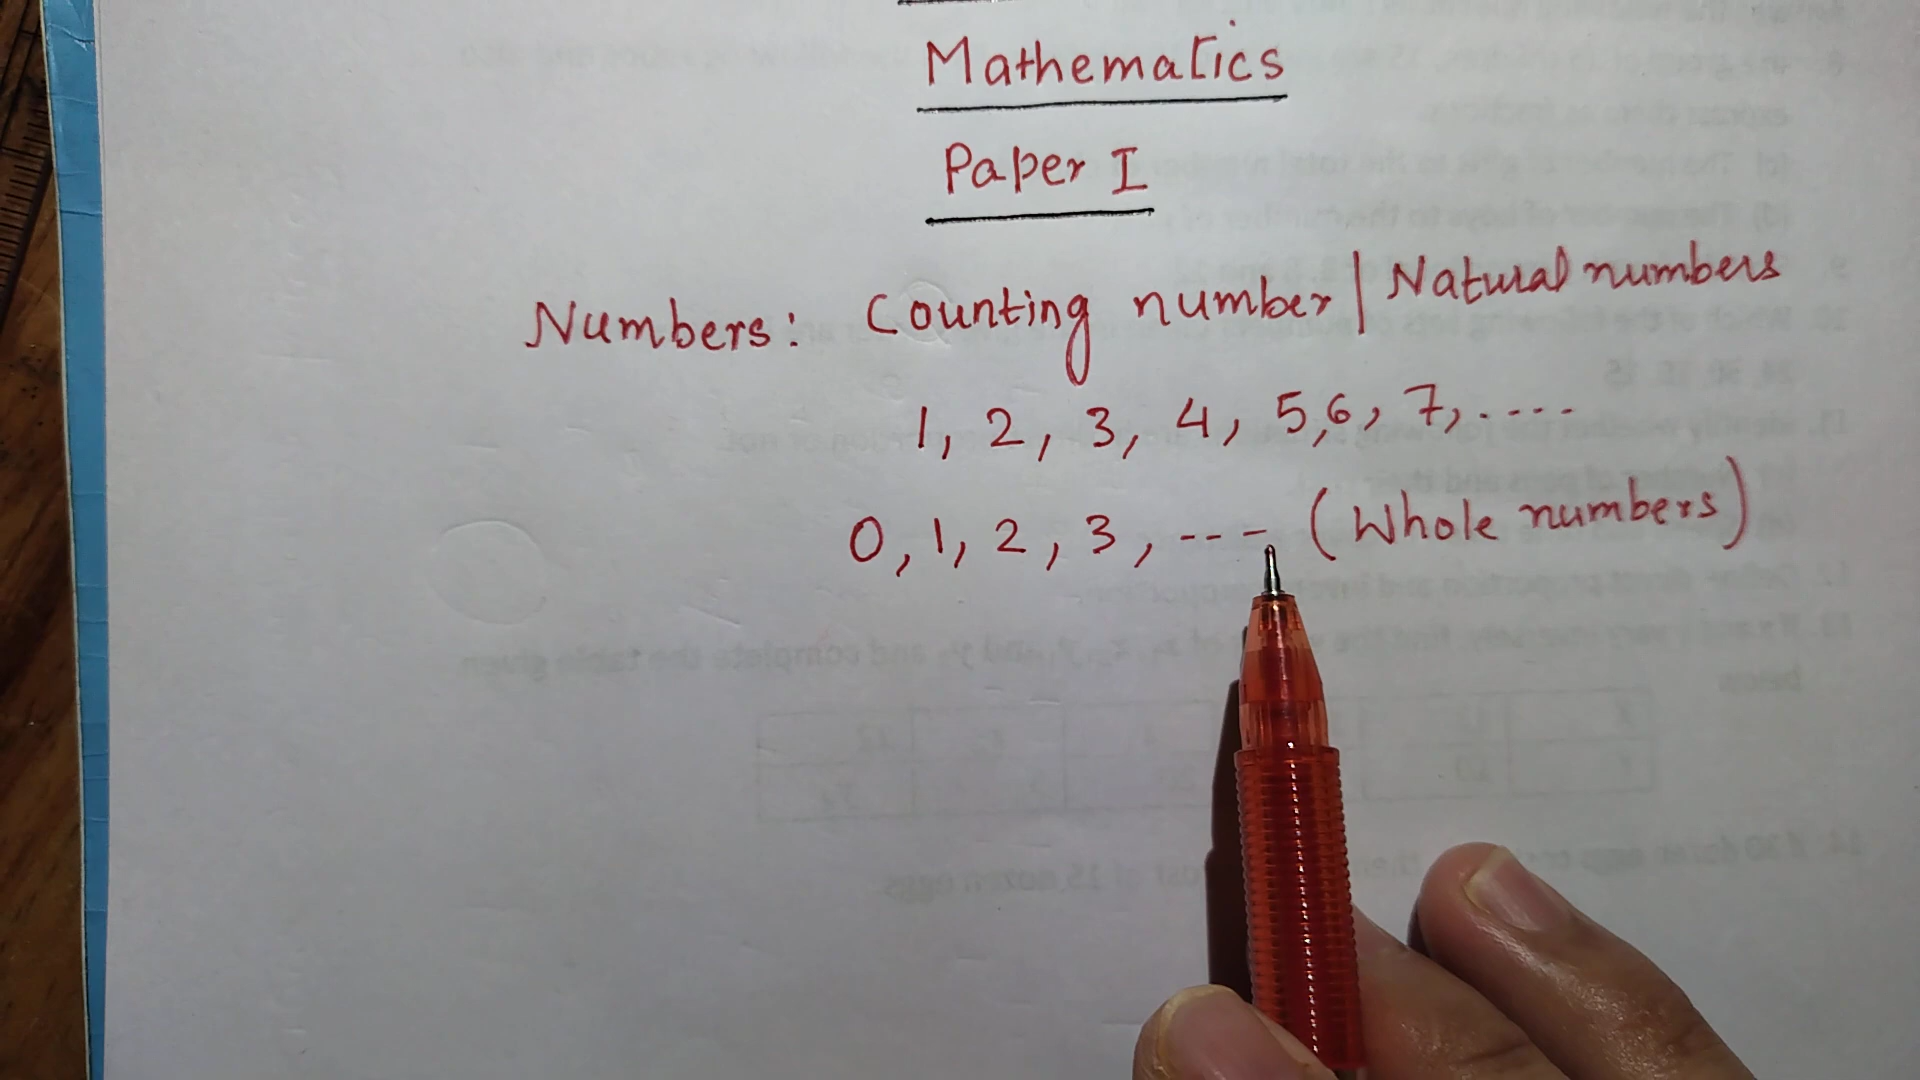 Mathematics
Paper I
Numbers: Counting number | Natural numbers
1, 2, 3, 4, 5, 6, 7, ....
0, 1, 2, 3, --- (Whole numbers)